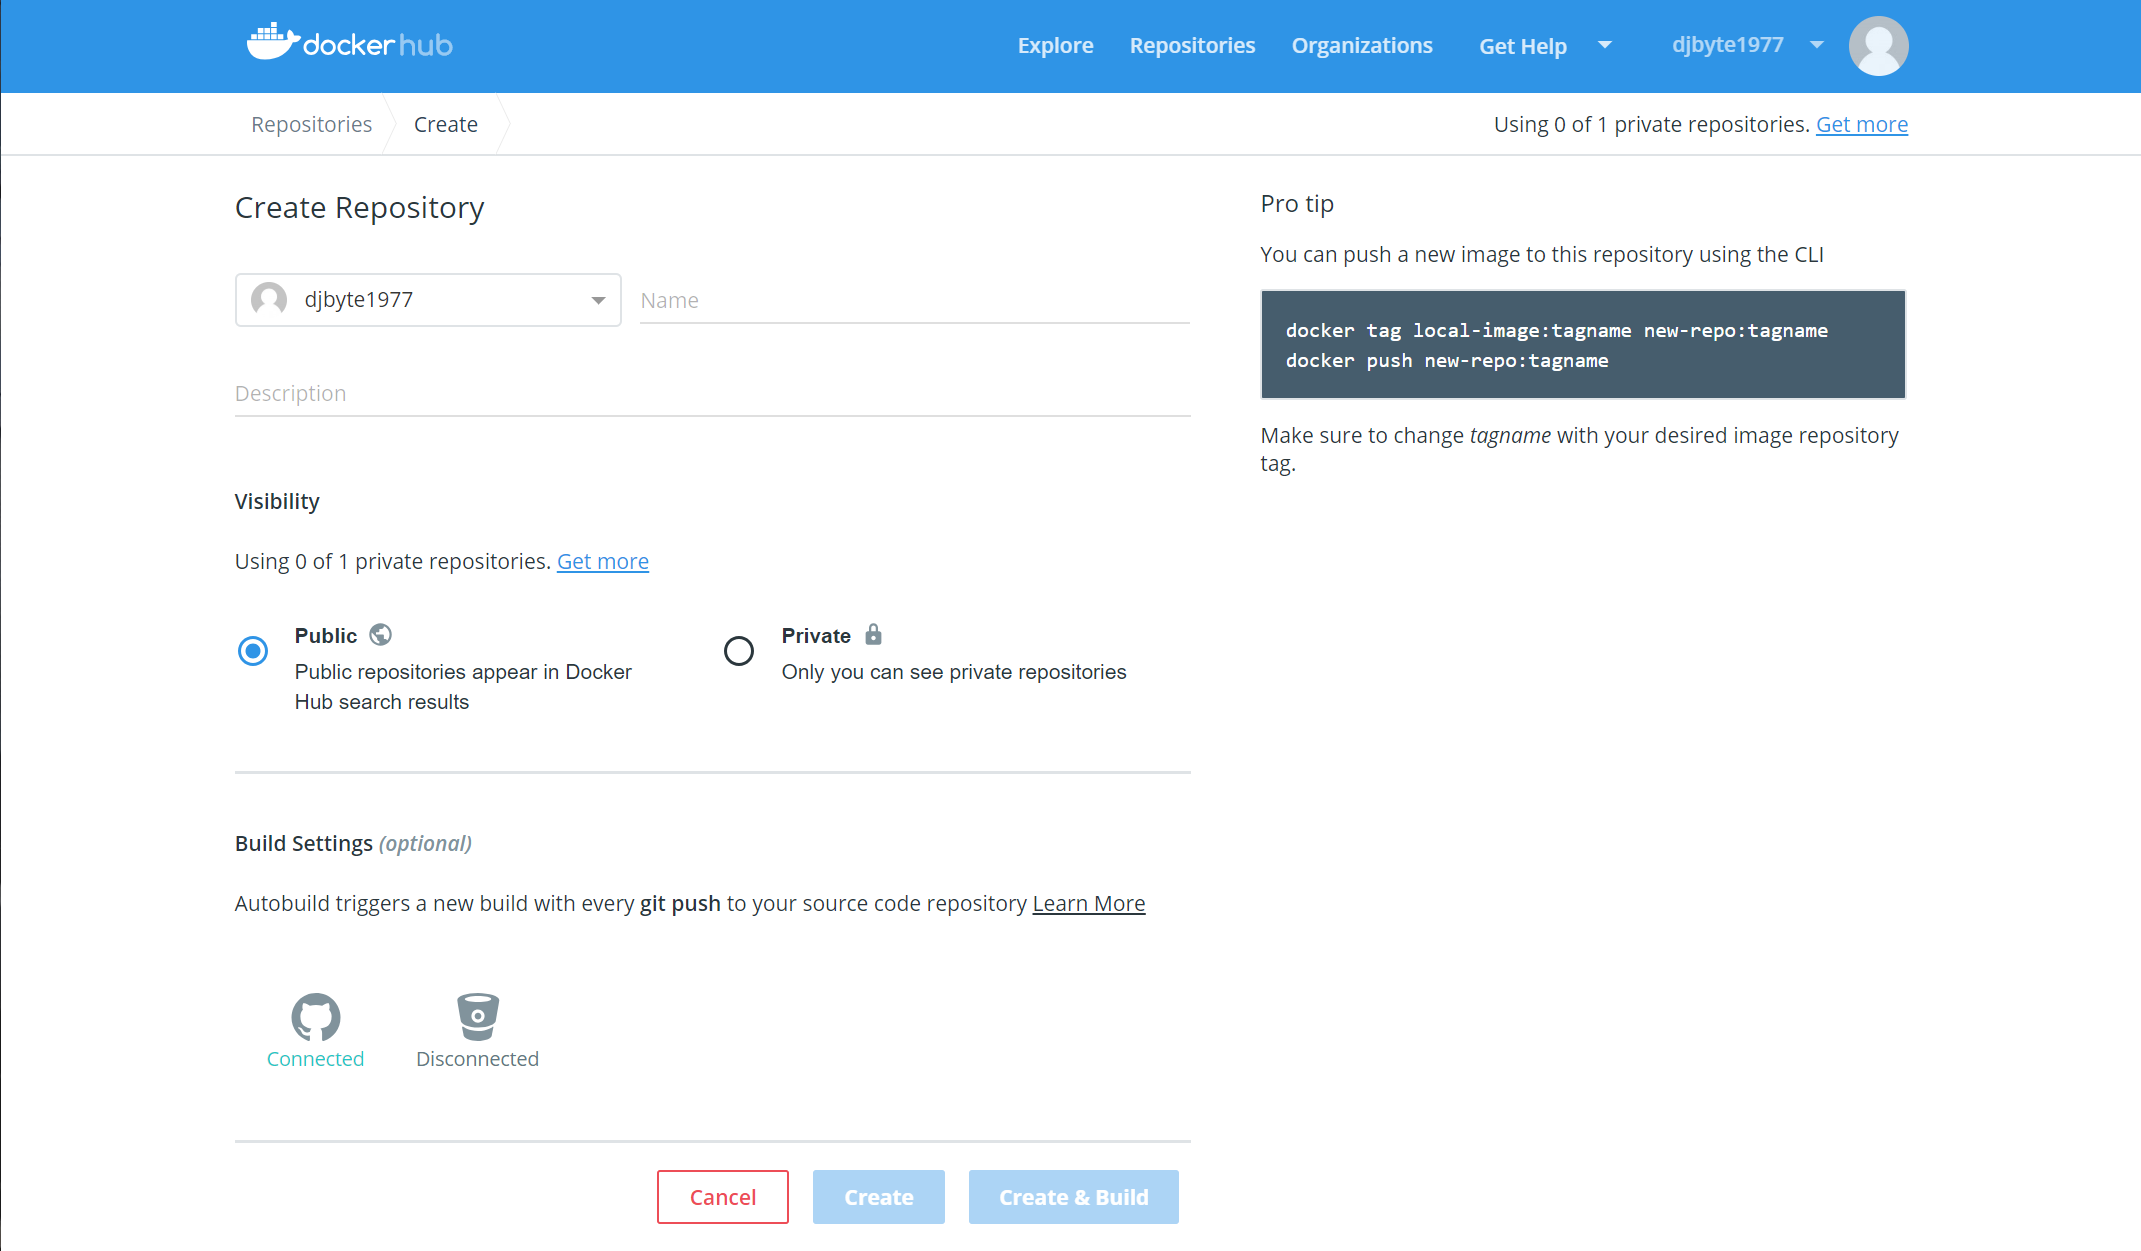 docker hub
Explore
Repositories
Organizations
Get Help
djbyte1977
Repositories
Create
Using 0 of 1 private repositories. Get more
Create Repository
djbyte1977
Name
Description
Visibility
Using 0 of 1 private repositories. Get more
Public
Public repositories appear in Docker
Hub search results
Private
Only you can see private repositories
Build Settings (optional)
Autobuild triggers a new build with every git push to your source code repository Learn More
Connected
Disconnected
Cancel
Create
Create & Build
Pro tip
You can push a new image to this repository using the CLI
docker tag local-image:tagname new-repo:tagname
docker push new-repo:tagname
Make sure to change tagname with your desired image repository
tag.